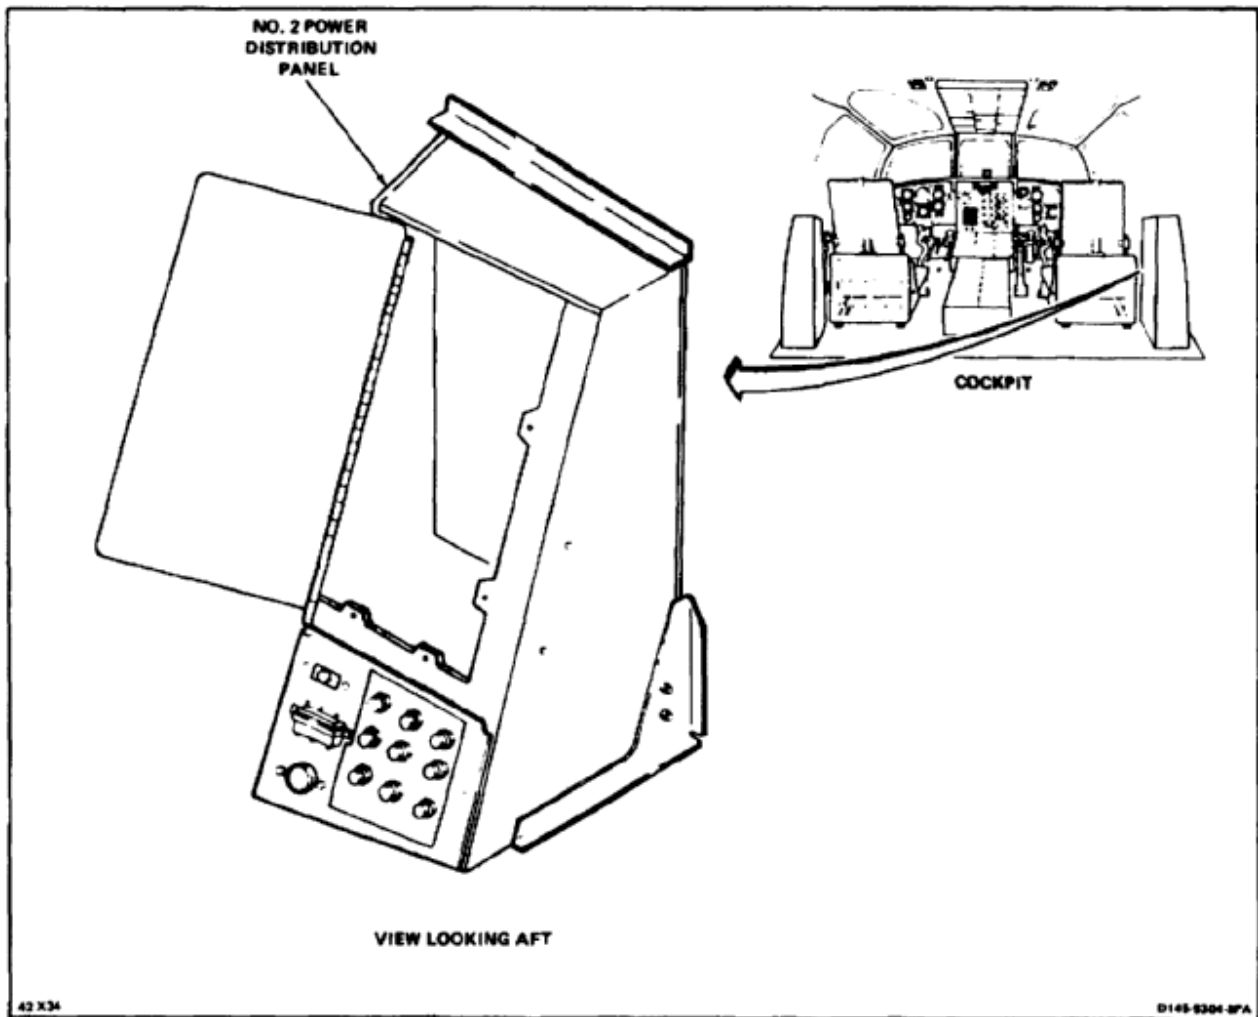 NO. 2 POWER
DISTRIBUTION
PANEL
COCKPIT
VIEW LOOKING AFT
42 X34